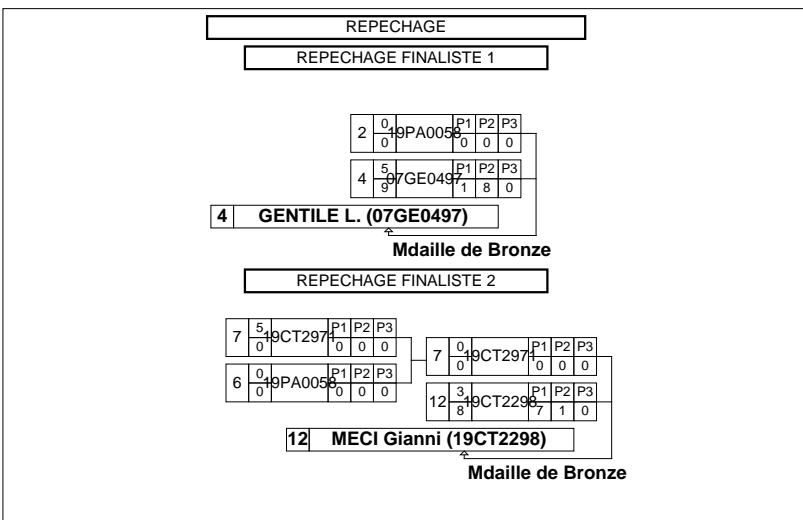 REPECHAGE
REPECHAGE FINALISTE 1
2 0 0 19PA0058 P1 P2 P3 0 0 0
4 5 9 07GE0497 P1 P2 P3 1 8 0
4 GENTILE L. (07GE0497)
Mdaille de Bronze
REPECHAGE FINALISTE 2
7 5 0 19CT2971 P1 P2 P3 0 0 0
6 0 0 19PA0058 P1 P2 P3 0 0 0
7 0 0 19CT2971 P1 P2 P3 0 0 0
12 3 8 19CT2298 P1 P2 P3 7 1 0
12 MECI Gianni (19CT2298)
Mdaille de Bronze